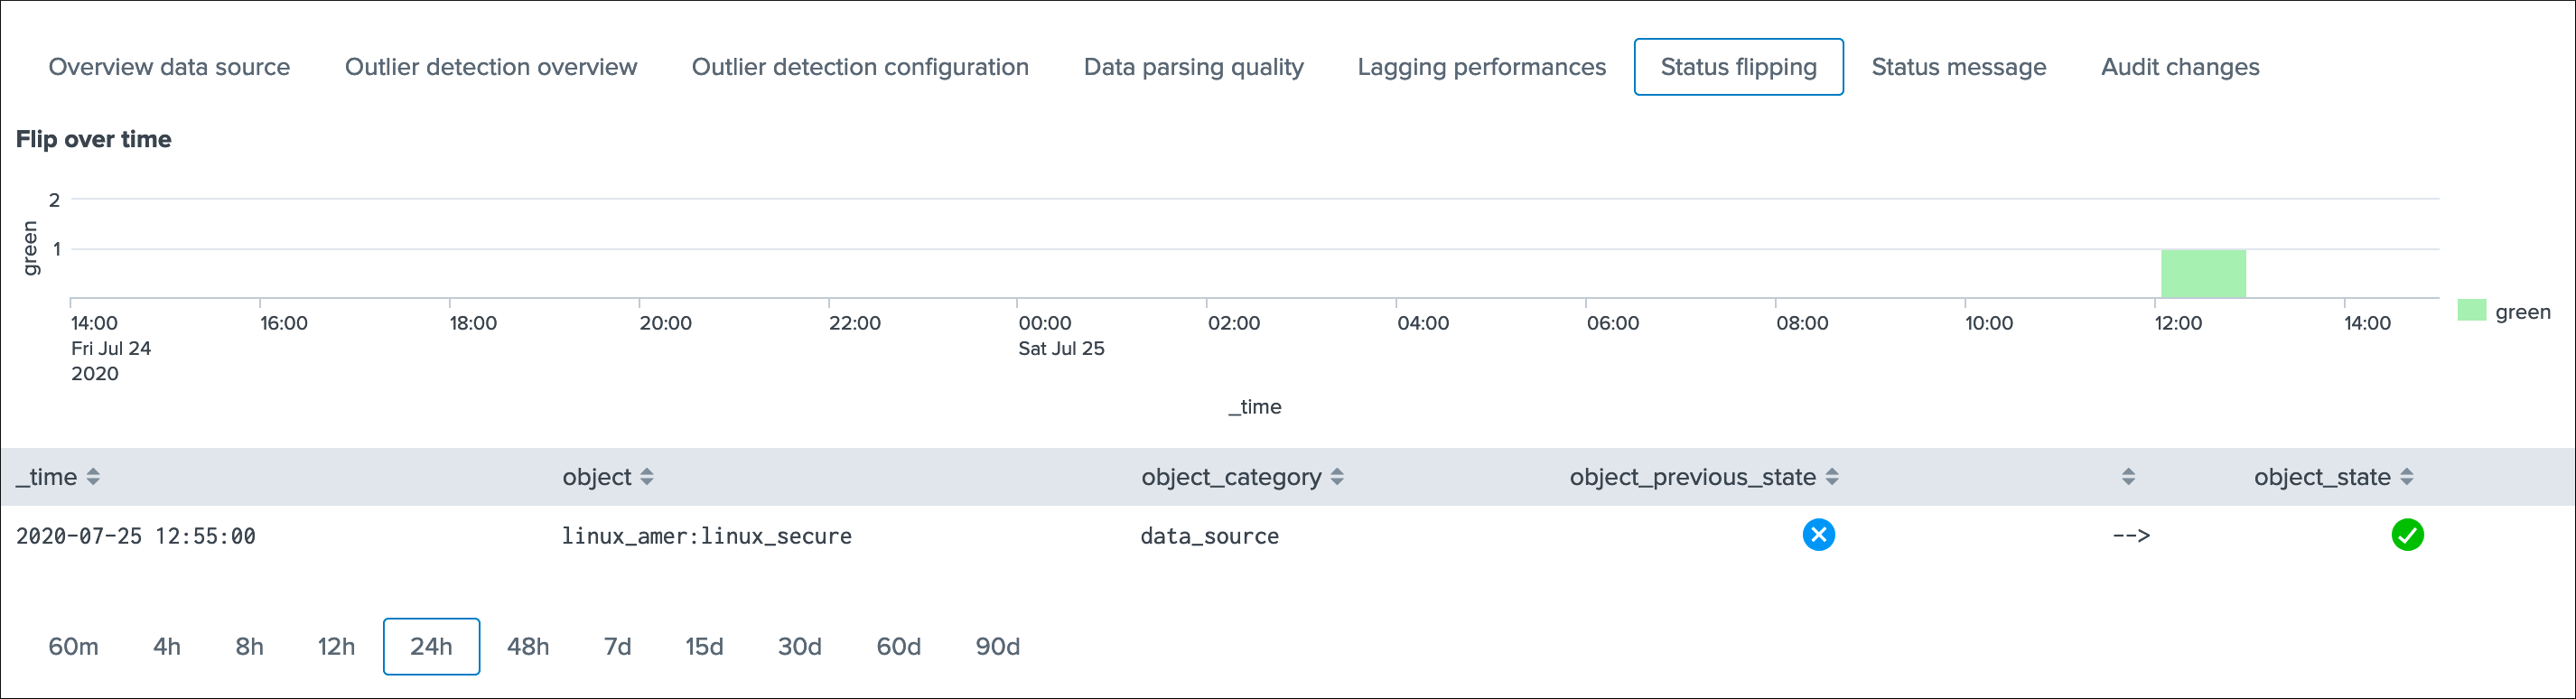 Overview data source Outlier detection overview Outlier detection configuration Data parsing quality Lagging performances Status flipping Status message Audit changes
Flip over time
2
1
green
14:00 16:00 18:00 20:00 22:00 00:00 02:00 04:00 06:00 08:00 10:00 12:00 14:00
Fri Jul 24 Sat Jul 25
2020
green
_time
_time object object_category object_previous_state object_state
2020-07-25 12:55:00 linux_amer:linux_secure data_source -->
60m 4h 8h 12h 24h 48h 7d 15d 30d 60d 90d